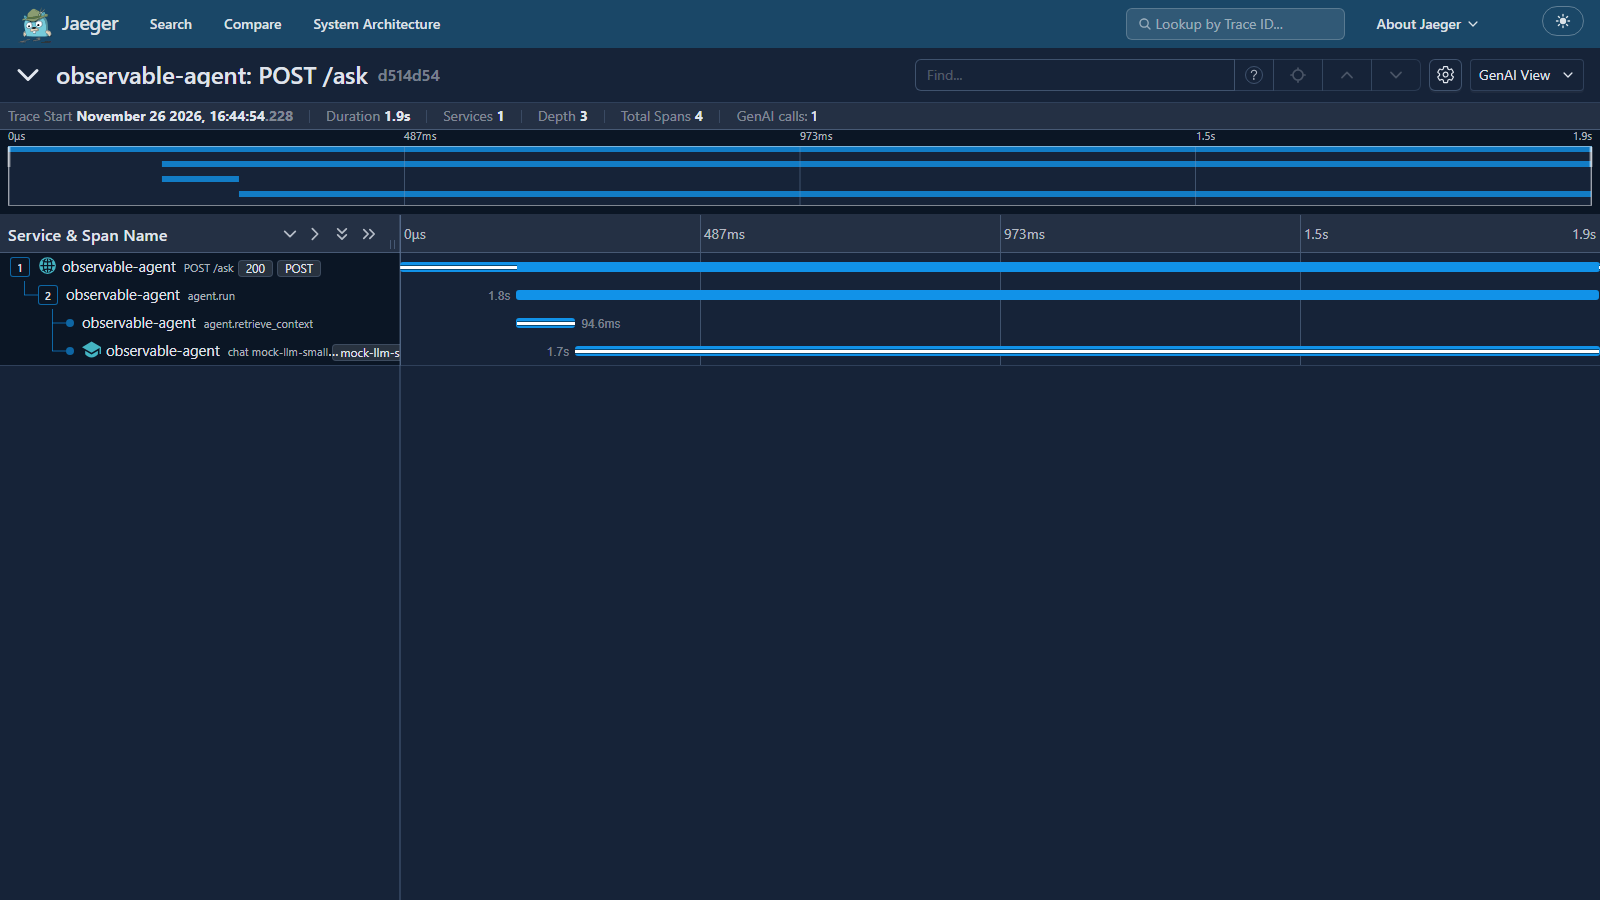 Jaeger Search Compare System Architecture Lookup by Trace ID... About Jaeger
observable-agent: POST /ask d514d54 Find... ? GenAI View
Trace Start November 26 2026, 16:44:54.228 Duration 1.9s Services 1 Depth 3 Total Spans 4 GenAI calls: 1
0μs 487ms 973ms 1.5s 1.9s
Service & Span Name 0μs 487ms 973ms 1.5s 1.9s
1 observable-agent POST /ask 200 POST
2 observable-agent agent.run 1.8s
observable-agent agent.retrieve_context 94.6ms
observable-agent chat mock-llm-small... mock-llm-s 1.7s